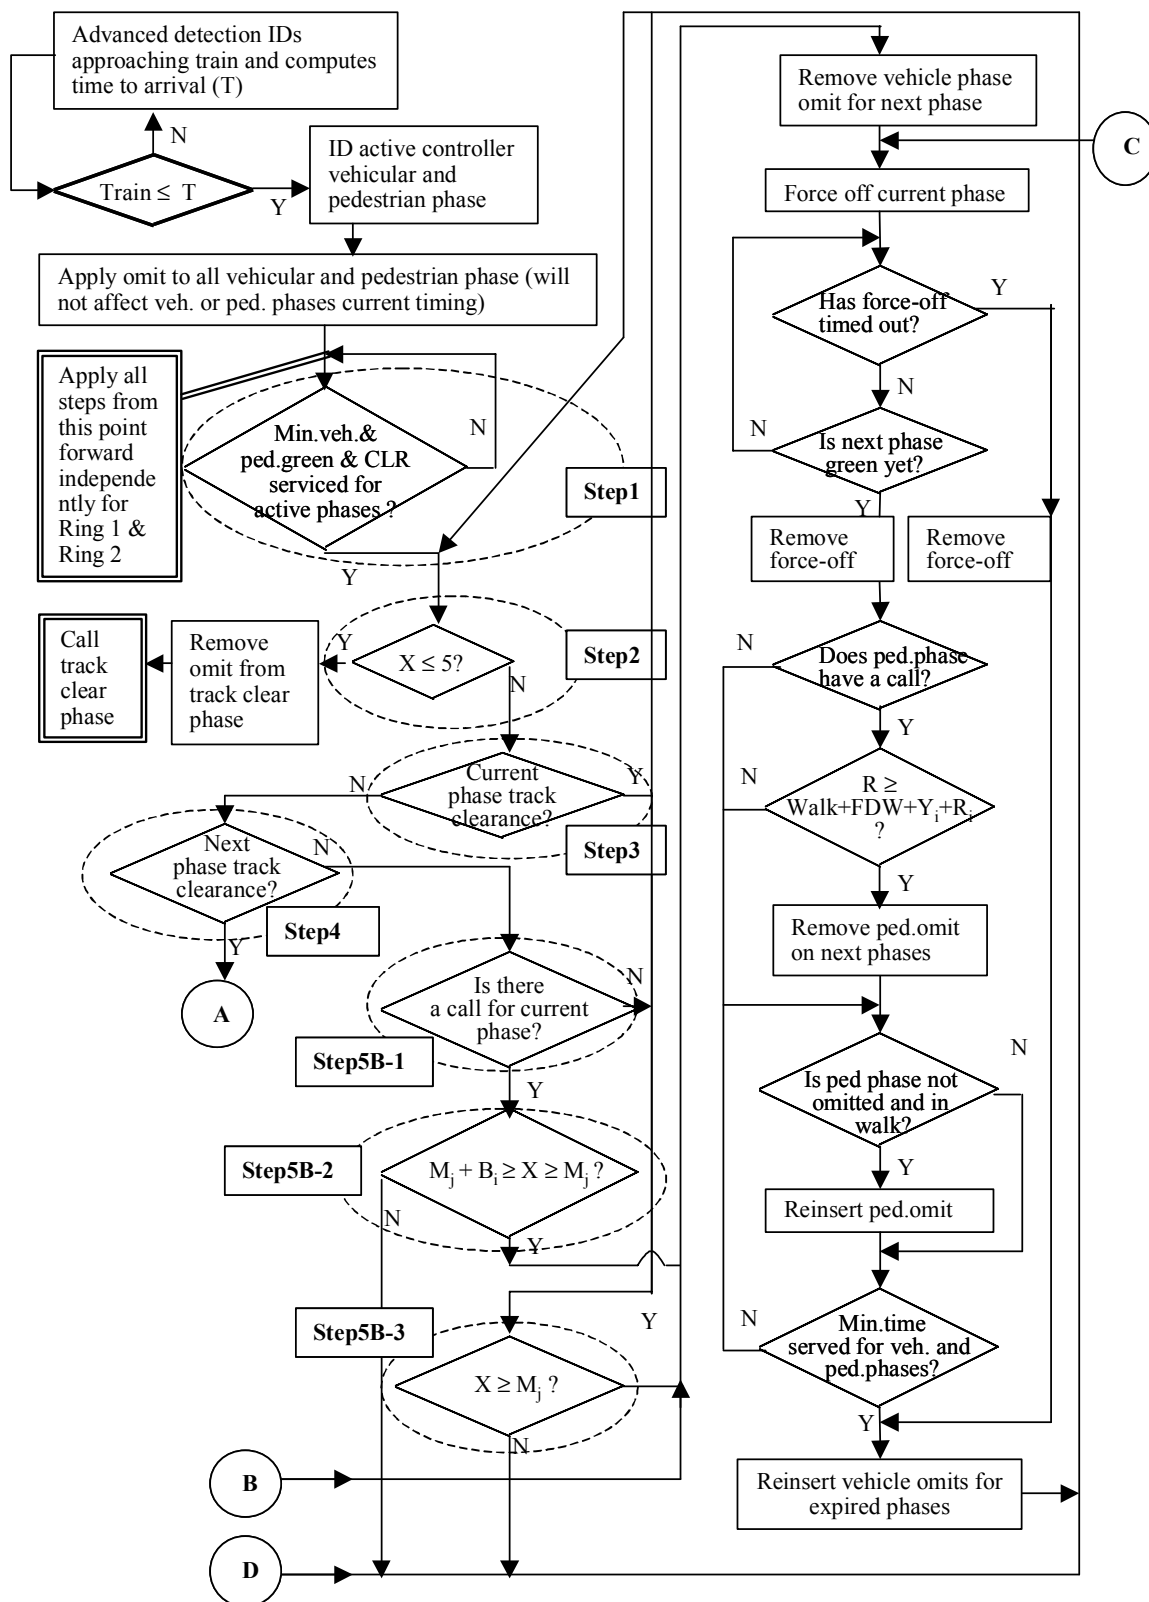 Advanced detection IDs
approaching train and computes
time to arrival (T)
N
Train ≤ T
Y
ID active controller
vehicular and
pedestrian phase
Apply omit to all vehicular and pedestrian phase (will
not affect veh. or ped. phases current timing)
Apply all
steps from
this point
forward
independe
ntly for
Ring 1 &
Ring 2
Min.veh.&
ped.green & CLR
serviced for
active phases ?
N
Step1
Y
Call
track
clear
phase
Remove
omit from
track clear
phase
Y
X ≤ 5?
Step2
N
N
Current
phase track
clearance?
Y
Step3
Next
phase track
clearance?
N
Step4
Y
A
Is there
a call for current
phase?
N
Step5B-1
Y
Step5B-2
Mj + Bi ≥ X ≥ Mj ?
N
Y
Step5B-3
Y
X ≥ Mj ?
N
B
D
Remove vehicle phase
omit for next phase
C
Force off current phase
Has force-off
timed out?
Y
N
N
Is next phase
green yet?
Y
Remove
force-off
Remove
force-off
N
Does ped.phase
have a call?
Y
N
R ≥
Walk+FDW+Yi+Ri
?
Y
Remove ped.omit
on next phases
N
Is ped phase not
omitted and in
walk?
Y
Reinsert ped.omit
N
Min.time
served for veh. and
ped.phases?
Y
Reinsert vehicle omits for
expired phases